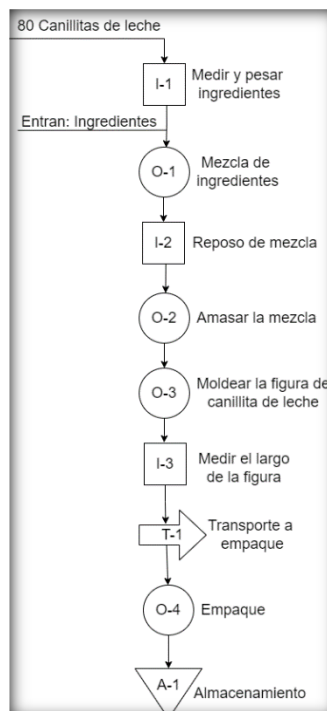 80 Canillitas de leche
I-1
Medir y pesar
ingredientes
Entran: Ingredientes
O-1
Mezcla de
ingredientes
I-2
Reposo de mezcla
O-2
Amasar la mezcla
O-3
Moldear la figura de
canillita de leche
I-3
Medir el largo
de la figura
T-1
Transporte a
empaque
O-4
Empaque
A-1
Almacenamiento